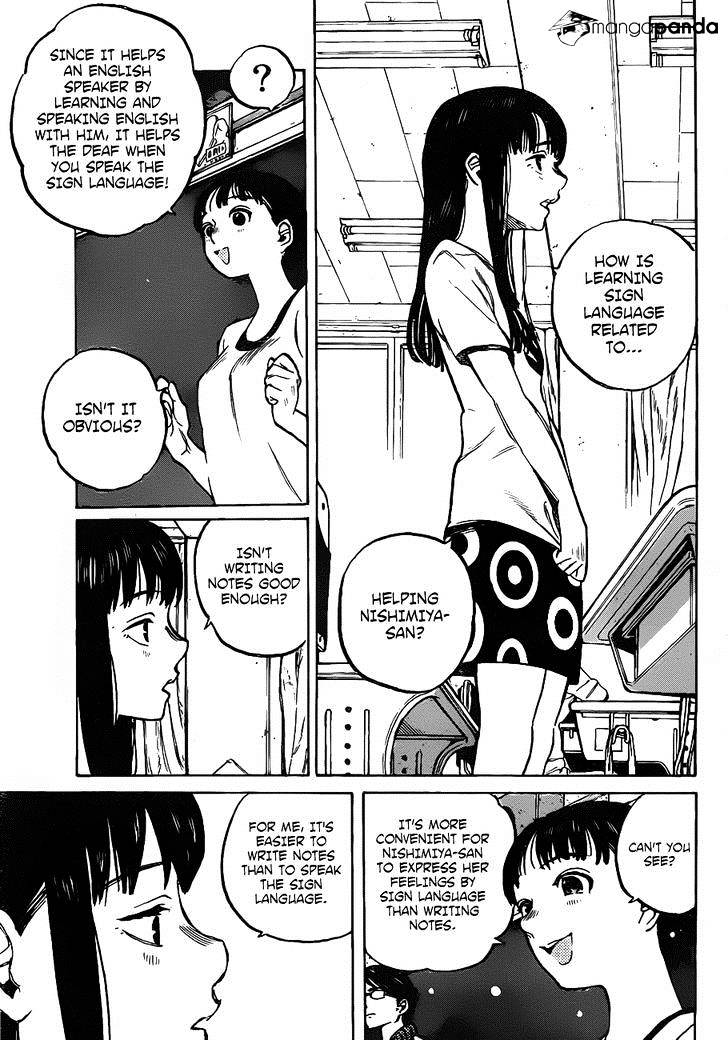 mangapanda
HOW IS
LEARNING
SIGN
LANGUAGE
RELATED
TO...
HELPING
NISHIMIYA-
SAN?
?
SINCE IT HELPS
AN ENGLISH
SPEAKER BY
LEARNING AND
SPEAKING ENGLISH
WITH HIM, IT HELPS
THE DEAF WHEN
YOU SPEAK THE
SIGN LANGUAGE!
ISN'T IT
OBVIOUS?
ISN'T
WRITING
NOTES GOOD
ENOUGH?
CAN'T YOU
SEE?
IT'S MORE
CONVENIENT FOR
NISHIMIYA-SAN
TO EXPRESS HER
FEELINGS BY
SIGN LANGUAGE
THAN WRITING
NOTES.
FOR ME, IT'S
EASIER TO
WRITE NOTES
THAN TO SPEAK
THE SIGN
LANGUAGE.